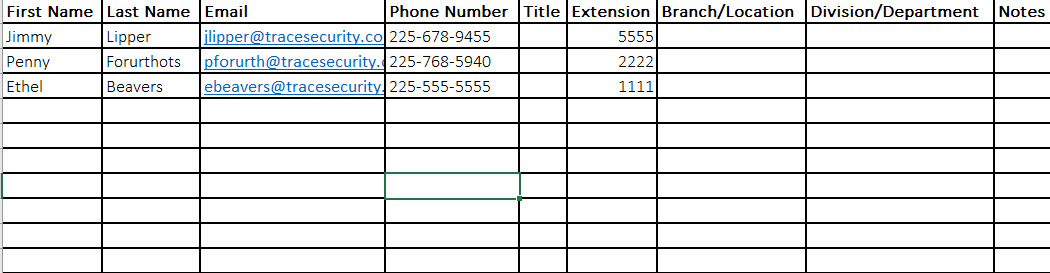 First Name Last Name Email Phone Number Title Extension Branch/Location Division/Department Notes
Jimmy Lipper jlipper@tracesecurity.co 225-678-9455 5555
Penny Forurthots pforurth@tracesecurity. 225-768-5940 2222
Ethel Beavers ebeavers@tracesecurity. 225-555-5555 1111